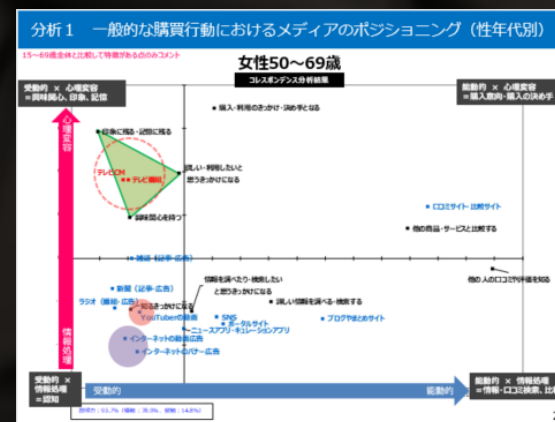 分析1 一般的な購買行動におけるメディアのポジショニング（性年代別）
15～69歳全体と比較して特徴がある点のみコメント
女性50～69歳
コレスポンデンス分析結果
受動的 × 心理変容
＝興味関心、印象、記憶
能動的 × 心理変容
＝購入意向・購入の決め手
心理変容
購入・利用のきっかけ・決め手となる
印象に残る・記憶に残る
テレビCM
テレビ番組
欲しい・利用したいと
思うきっかけになる
興味関心を持つ
口コミサイト・比較サイト
他の商品・サービスと比較する
雑誌（記事・広告）
他の人の口コミや評価を知る
新聞（記事・広告）
情報を調べたり・検索したい
と思うきっかけになる
ラジオ（番組・広告）
知るきっかけになる
詳しい情報を調べる・検索する
YouTuberの動画
SNS
ポータルサイト
ブログやまとめサイト
ニュースアプリ・キュレーションアプリ
インターネットの動画広告
インターネットのバナー広告
情報処理
受動的 ×
情報処理
＝認知
受動的
能動的
能動的 × 情報処理
＝情報・口コミ検索、比